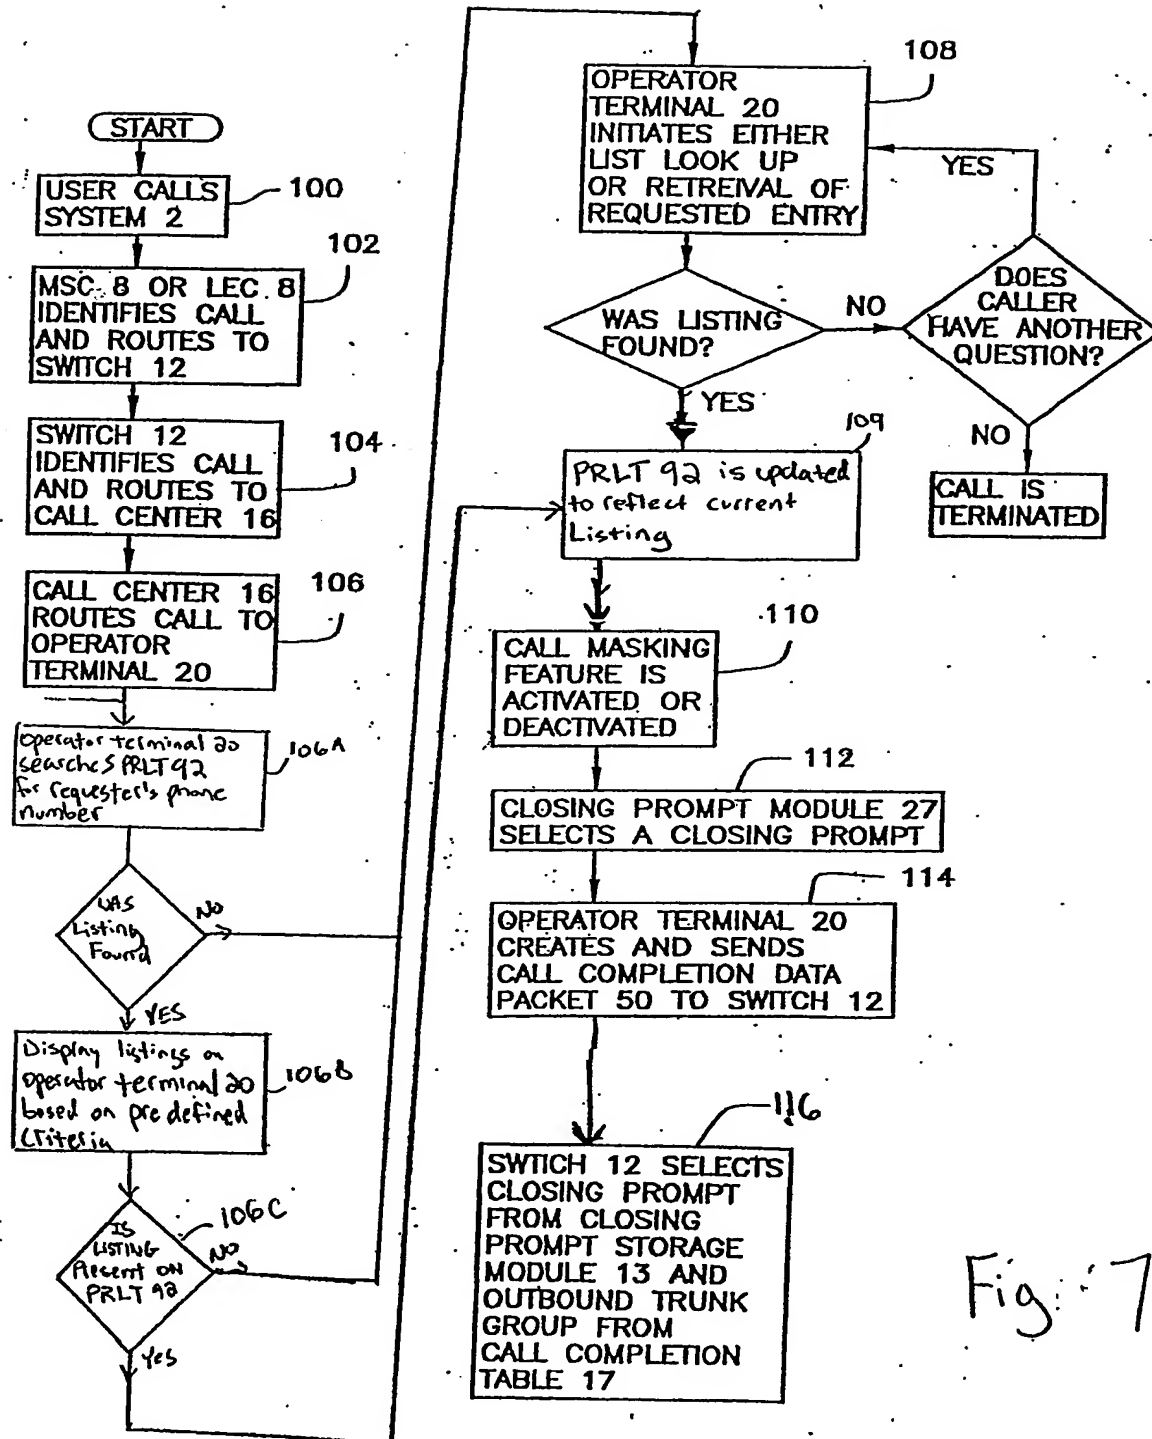 START
USER CALLS
SYSTEM 2
100
102
MSC 8 OR LEC 8
IDENTIFIES CALL
AND ROUTES TO
SWITCH 12
SWITCH 12
IDENTIFIES CALL
AND ROUTES TO
CALL CENTER 16
104
CALL CENTER 16
ROUTES CALL TO
OPERATOR
TERMINAL 20
106
Operator terminal 20
searches PRLT 92
for requester's phone
number
106A
WAS
Listing
Found
NO
YES
Display listings on
operator terminal 20
based on pre defined
Criteria
106B
IS
LISTING
Present ON
PRLT 92
106C
NO
Yes
108
OPERATOR
TERMINAL 20
INITIATES EITHER
LIST LOOK UP
OR RETREIVAL OF
REQUESTED ENTRY
YES
WAS LISTING
FOUND?
NO
DOES
CALLER
HAVE ANOTHER
QUESTION?
YES
NO
CALL IS
TERMINATED
109
PRLT 92 is updated
to reflect current
Listing
110
CALL MASKING
FEATURE IS
ACTIVATED OR
DEACTIVATED
112
CLOSING PROMPT MODULE 27
SELECTS A CLOSING PROMPT
114
OPERATOR TERMINAL 20
CREATES AND SENDS
CALL COMPLETION DATA
PACKET 50 TO SWITCH 12
116
SWTICH 12 SELECTS
CLOSING PROMPT
FROM CLOSING
PROMPT STORAGE
MODULE 13 AND
OUTBOUND TRUNK
GROUP FROM
CALL COMPLETION
TABLE 17
Fig. 7